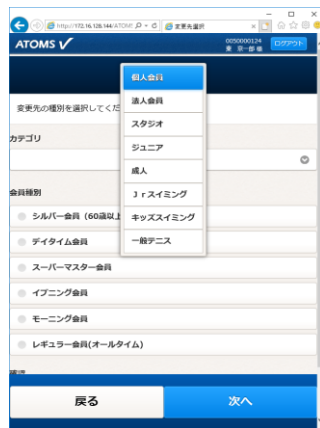 http://172.16.128.144/ATOM
変更先選択
ATOMS
0050000124
東 京一郎 様
ログアウト
個人会員
法人会員
スタジオ
ジュニア
成人
Jrスイミング
キッズスイミング
一般テニス
変更先の種別を選択してくだ
カテゴリ
会員種別
シルバー会員 (60歳以上
デイタイム会員
スーパーマスター会員
イブニング会員
モーニング会員
レギュラー会員(オールタイム)
戻る
次へ